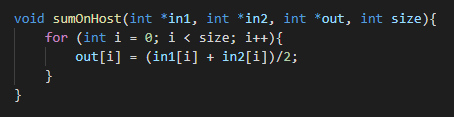 void sumOnHost(int *in1, int *in2, int *out, int size){
    for (int i = 0; i < size; i++){
        out[i] = (in1[i] + in2[i])/2;
    }
}